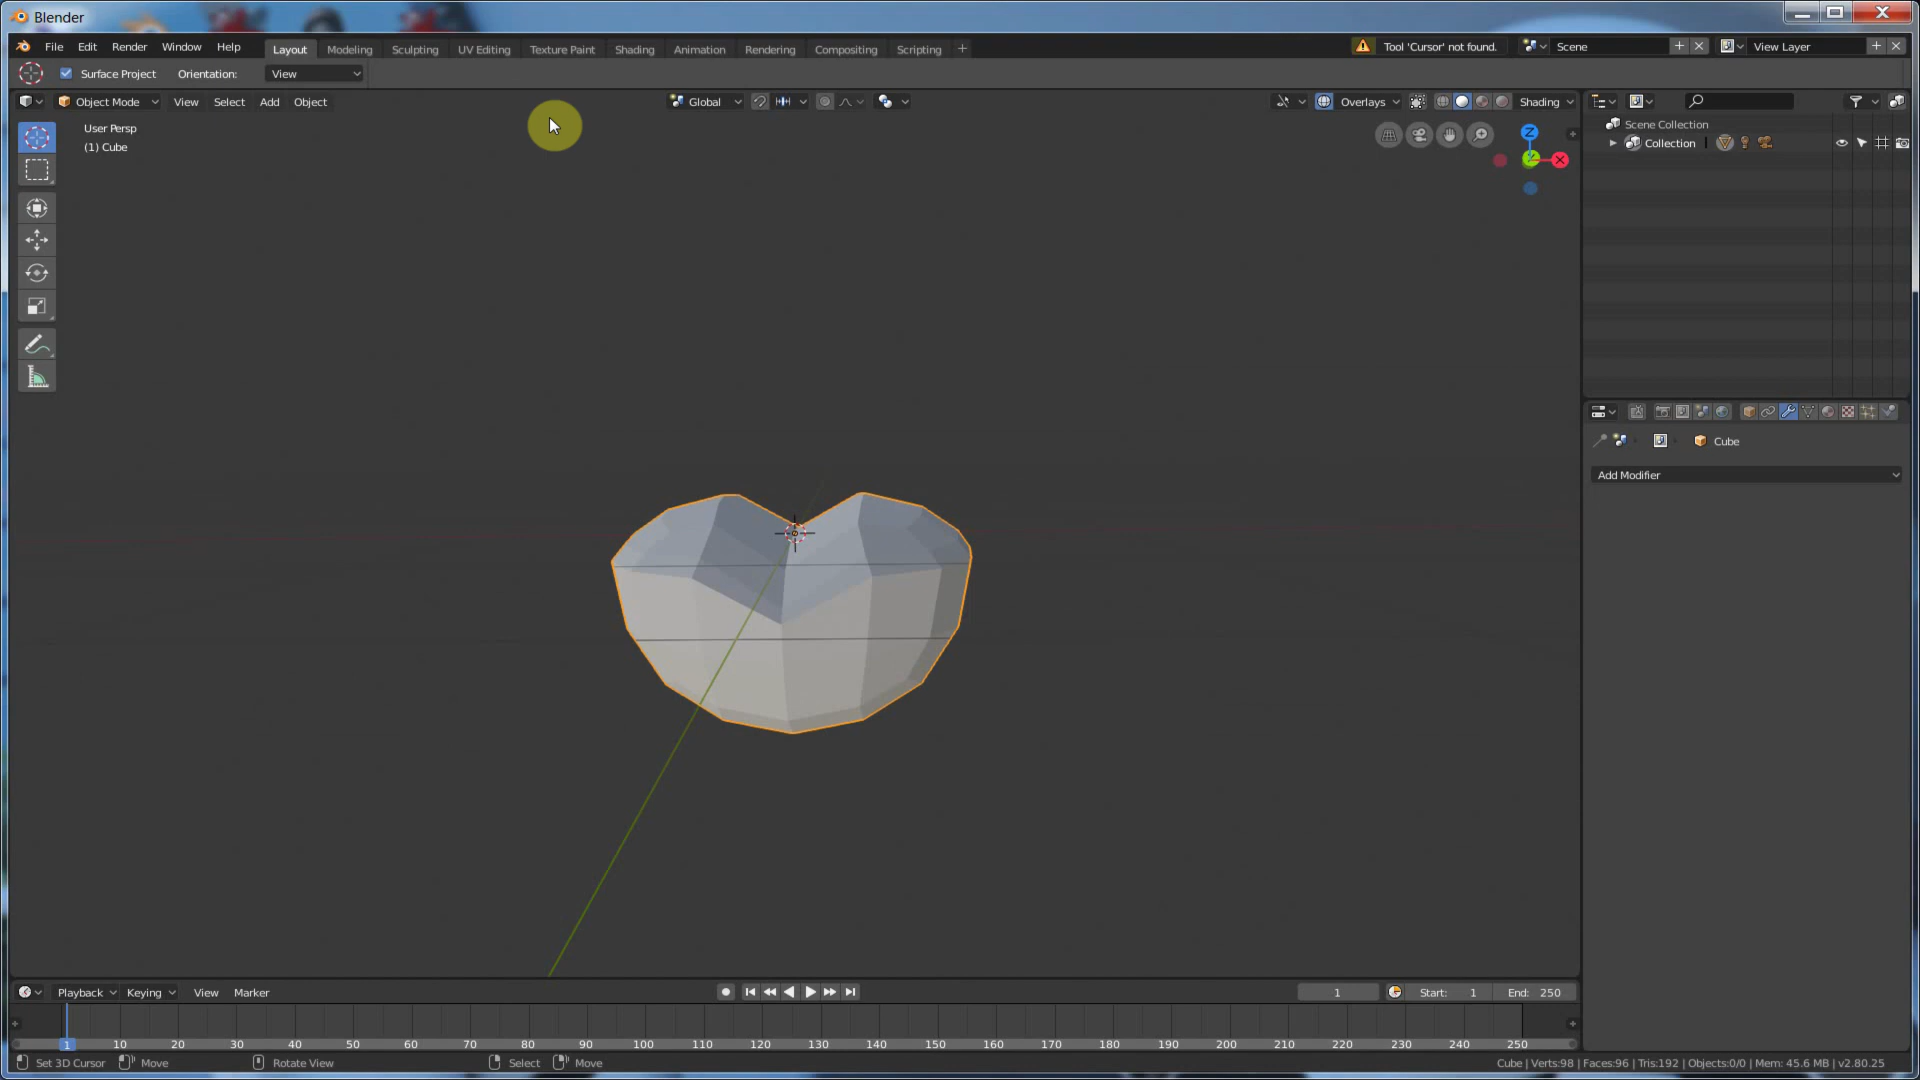 Blender
File Edit Render Window Help
Layout Modeling Sculpting UV Editing Texture Paint Shading Animation Rendering Compositing Scripting +
Tool 'Cursor' not found.
Scene
View Layer
Surface Project Orientation: View
Object Mode View Select Add Object
Global
Overlays
Shading
User Persp
(1) Cube
Z
X
Scene Collection
Collection
Cube
Add Modifier
Playback Keying View Marker
1
Start: 1
End: 250
1 10 20 30 40 50 60 70 80 90 100 110 120 130 140 150 160 170 180 190 200 210 220 230 240 250
Set 3D Cursor Move Rotate View Select Move
Cube | Verts:98 | Faces:96 | Tris:192 | Objects:0/0 | Mem: 45.6 MB | v2.80.25